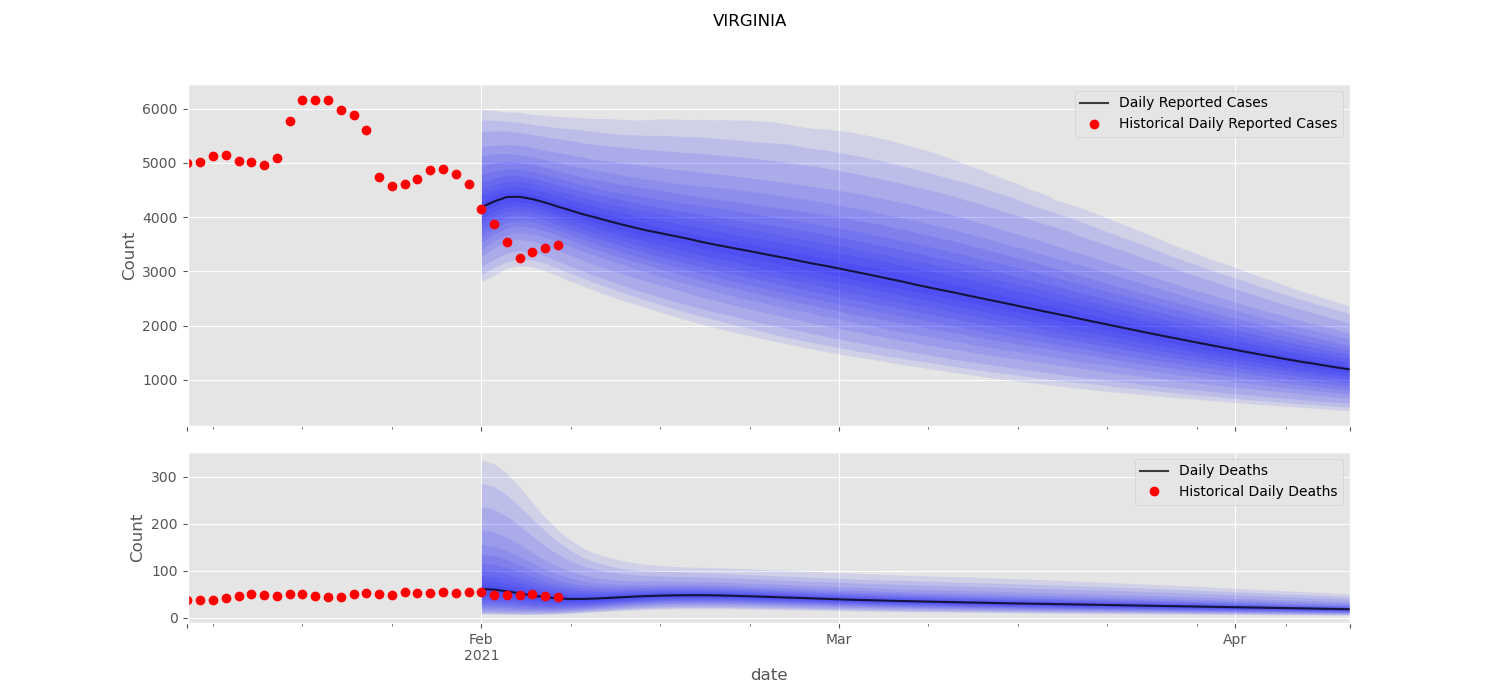 VIRGINIA
Count
6000
5000
4000
3000
2000
1000
Daily Reported Cases
Historical Daily Reported Cases
Count
300
200
100
0
Daily Deaths
Historical Daily Deaths
Feb
2021
Mar
Apr
date